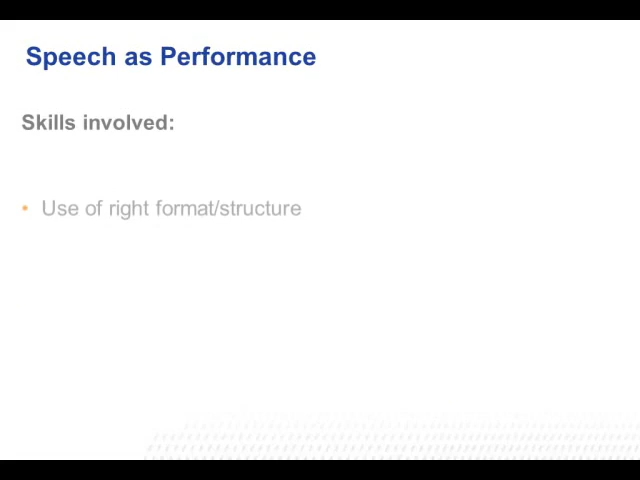 Speech as Performance
Skills involved:
• Use of right format/structure